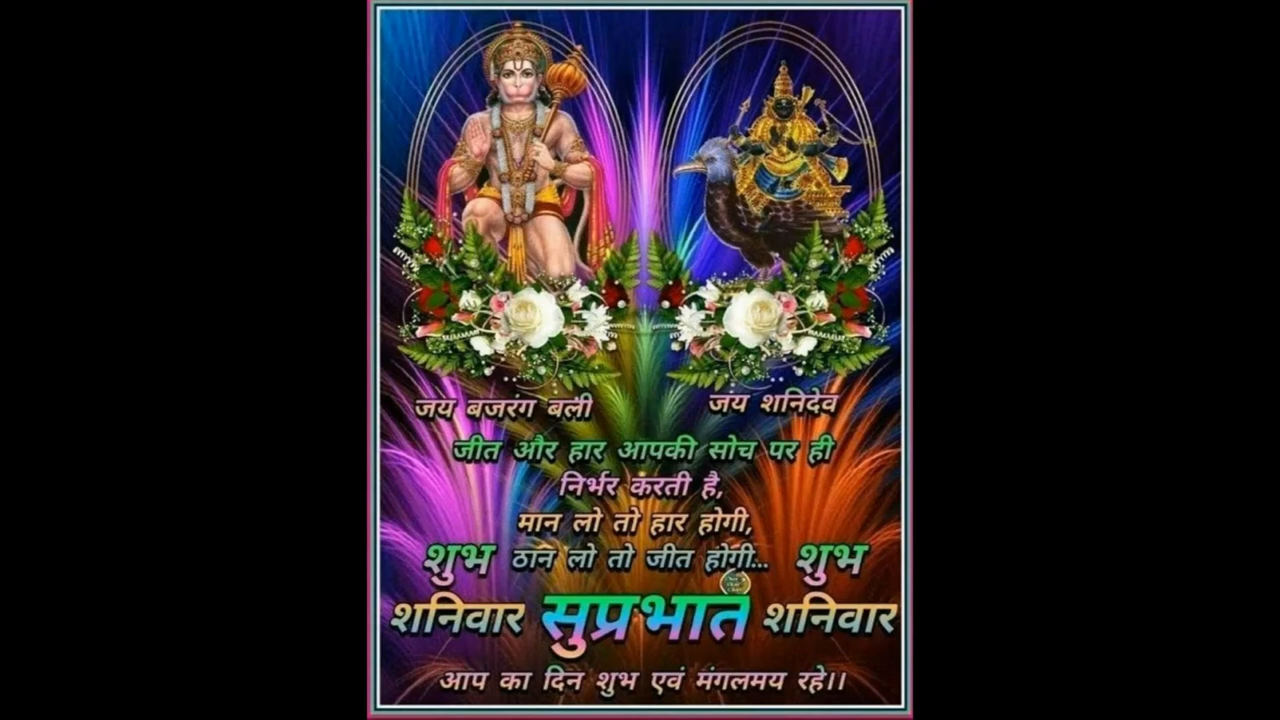 जय बजरंग बली
जय शनिदेव
जीत और हार आपकी सोच पर ही
निर्भर करती है,
मान लो तो हार होगी,
ठान लो तो जीत होगी...
शुभ
शनिवार
सुप्रभात
शुभ
शनिवार
आप का दिन शुभ एवं मंगलमय रहे।।